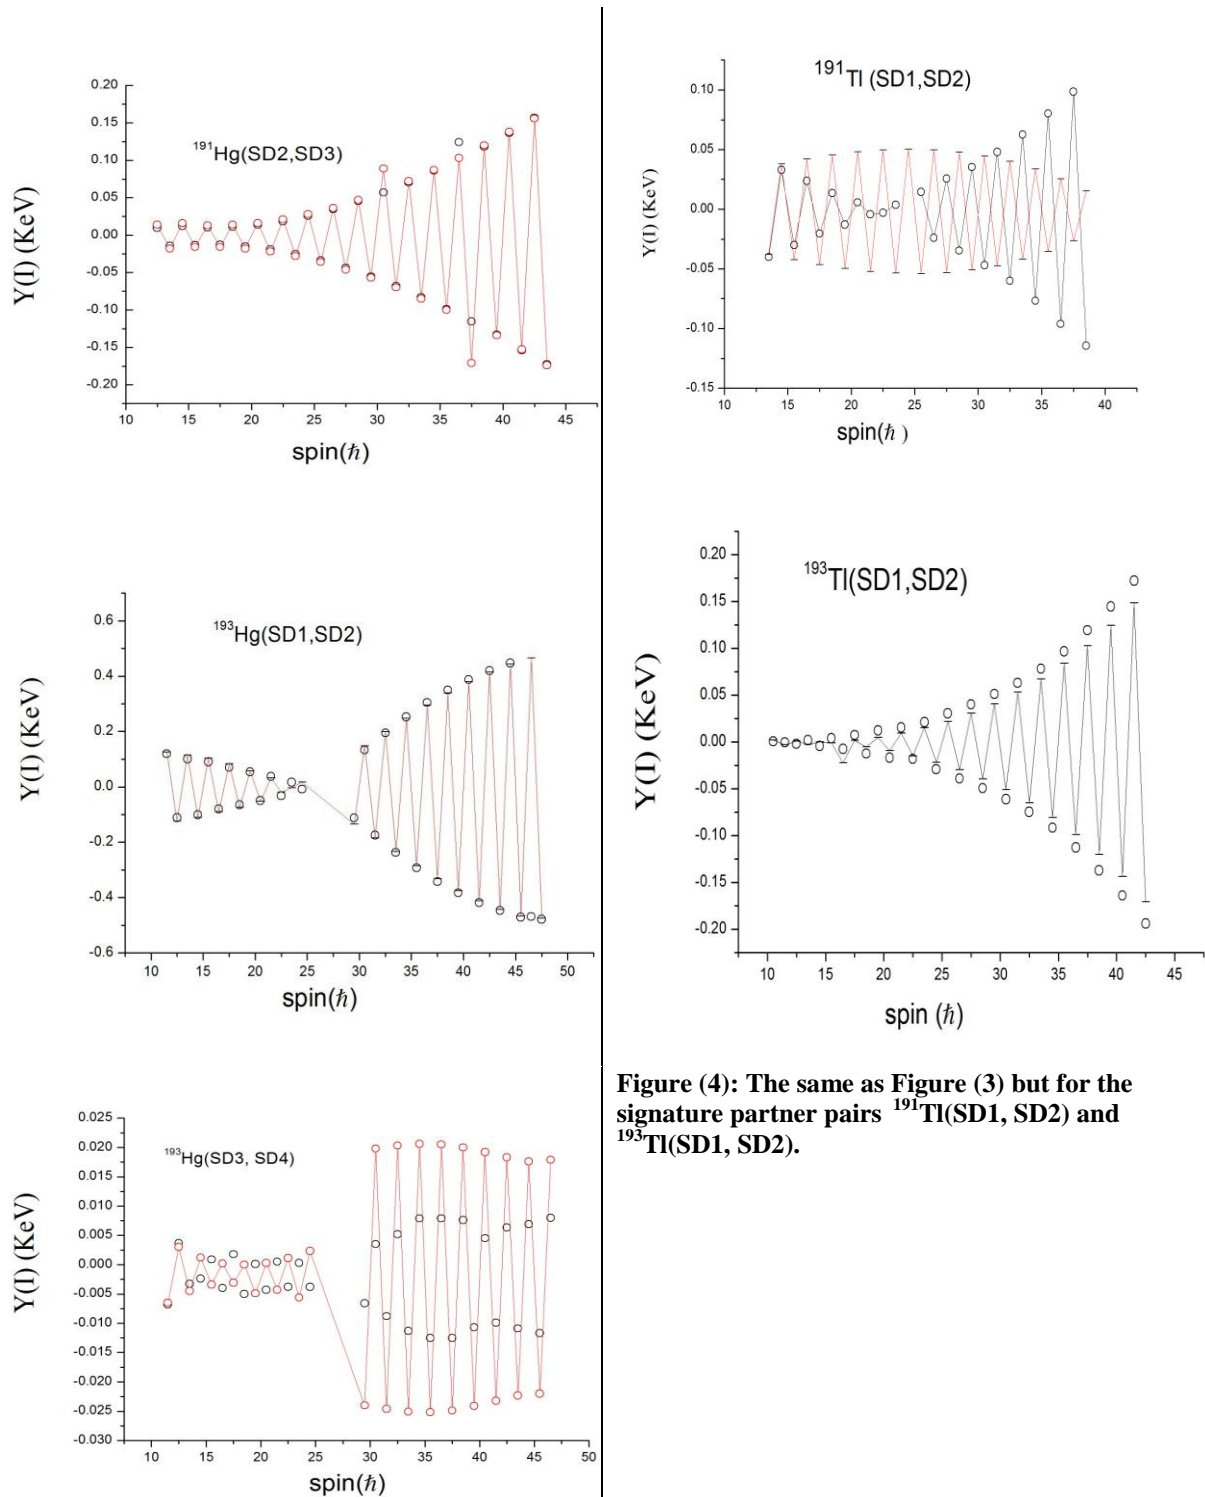 0.20
0.15
0.10
0.05
0.00
-0.05
-0.10
-0.15
-0.20
Y(I) (KeV)
¹⁹¹Hg(SD2,SD3)
10 15 20 25 30 35 40 45
spin(ℏ)
0.6
0.4
0.2
0.0
-0.2
-0.4
-0.6
Y(I) (KeV)
¹⁹³Hg(SD1,SD2)
10 15 20 25 30 35 40 45 50
spin(ℏ)
0.025
0.020
0.015
0.010
0.005
0.000
-0.005
-0.010
-0.015
-0.020
-0.025
-0.030
Y(I) (KeV)
¹⁹³Hg(SD3, SD4)
10 15 20 25 30 35 40 45 50
spin(ℏ)
0.10
0.05
0.00
-0.05
-0.10
-0.15
Y(I) (KeV)
¹⁹¹Tl (SD1,SD2)
10 15 20 25 30 35 40
spin(ℏ )
0.20
0.15
0.10
0.05
0.00
-0.05
-0.10
-0.15
-0.20
Y(I) (KeV)
¹⁹³Tl(SD1,SD2)
10 15 20 25 30 35 40 45
spin (ℏ)
Figure (4): The same as Figure (3) but for the
signature partner pairs ¹⁹¹Tl(SD1, SD2) and
¹⁹³Tl(SD1, SD2).